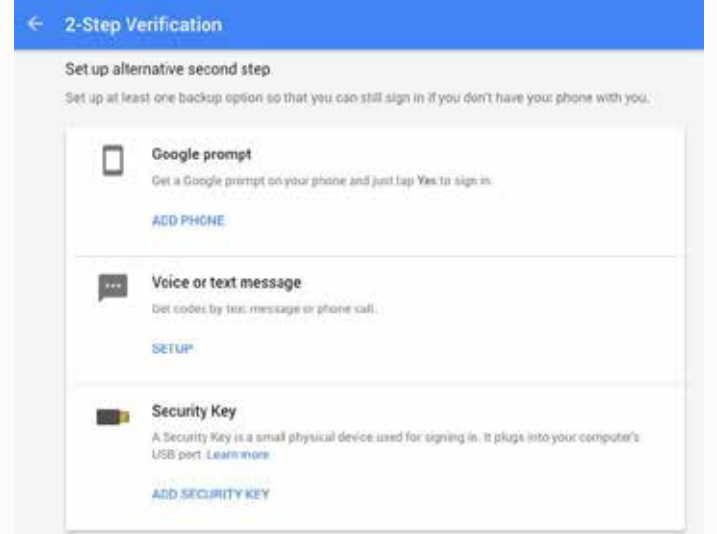 2-Step Verification
Set up alternative second step
Set up at least one backup option so that you can still sign in if you don't have your phone with you.
Google prompt
Get a Google prompt on your phone and just tap Yes to sign in.
ADD PHONE
Voice or text message
Get codes by text message or phone call.
SETUP
Security Key
A Security Key is a small physical device used for signing in. It plugs into your computer's
USB port. Learn more
ADD SECURITY KEY